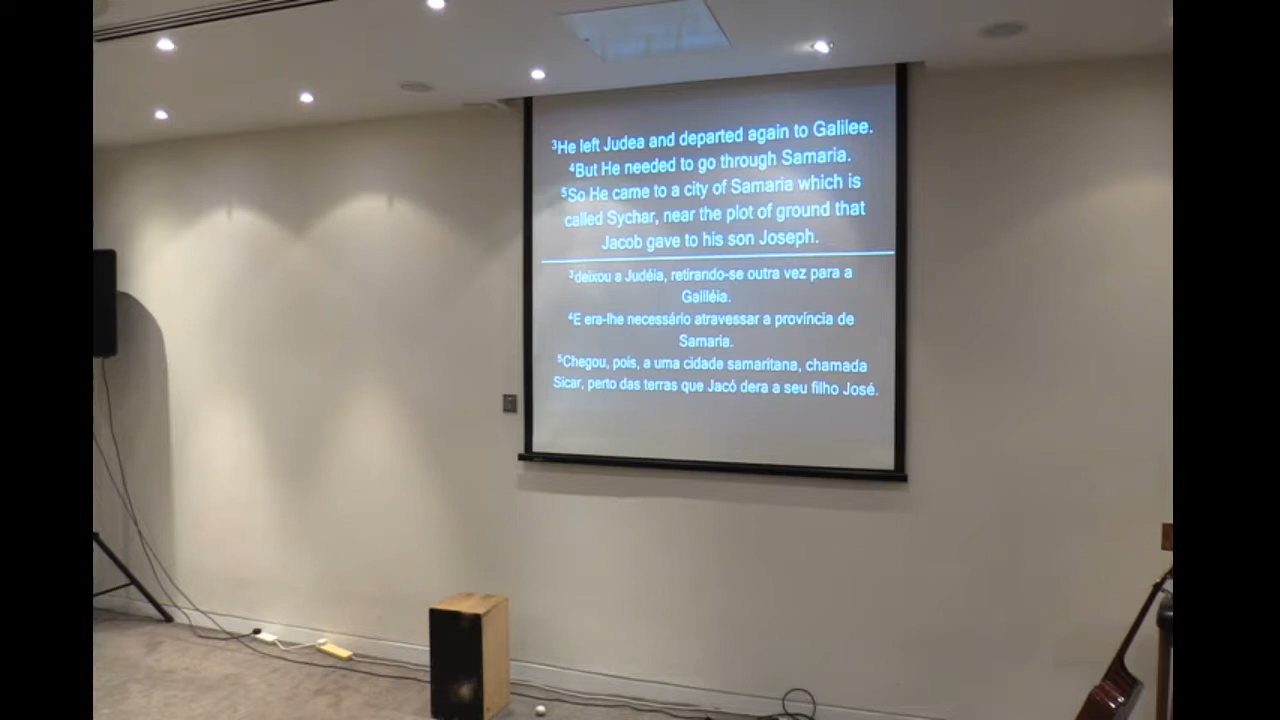 ³He left Judea and departed again to Galilee.
⁴But He needed to go through Samaria.
⁵So He came to a city of Samaria which is
called Sychar, near the plot of ground that
Jacob gave to his son Joseph.
³deixou a Judéia, retirando-se outra vez para a
Galiléia.
⁴E era-lhe necessário atravessar a província de
Samaria.
⁵Chegou, pois, a uma cidade samaritana, chamada
Sicar, perto das terras que Jacó dera a seu filho José.